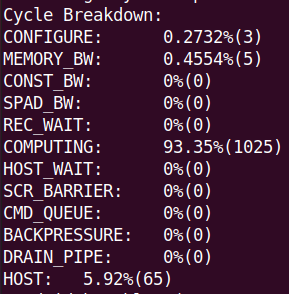 Cycle Breakdown:
CONFIGURE: 0.2732%(3)
MEMORY_BW: 0.4554%(5)
CONST_BW: 0%(0)
SPAD_BW: 0%(0)
REC_WAIT: 0%(0)
COMPUTING: 93.35%(1025)
HOST_WAIT: 0%(0)
SCR_BARRIER: 0%(0)
CMD_QUEUE: 0%(0)
BACKPRESSURE: 0%(0)
DRAIN_PIPE: 0%(0)
HOST: 5.92%(65)